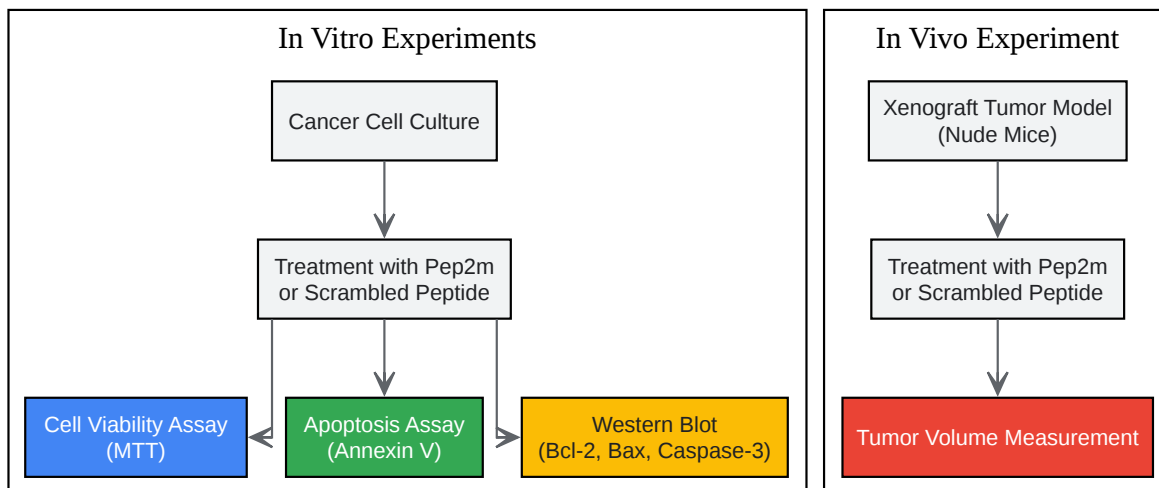 In Vitro Experiments
Cancer Cell Culture
Treatment with Pep2m
or Scrambled Peptide
Cell Viability Assay
(MTT)
Apoptosis Assay
(Annexin V)
Western Blot
(Bcl-2, Bax, Caspase-3)
In Vivo Experiment
Xenograft Tumor Model
(Nude Mice)
Treatment with Pep2m
or Scrambled Peptide
Tumor Volume Measurement